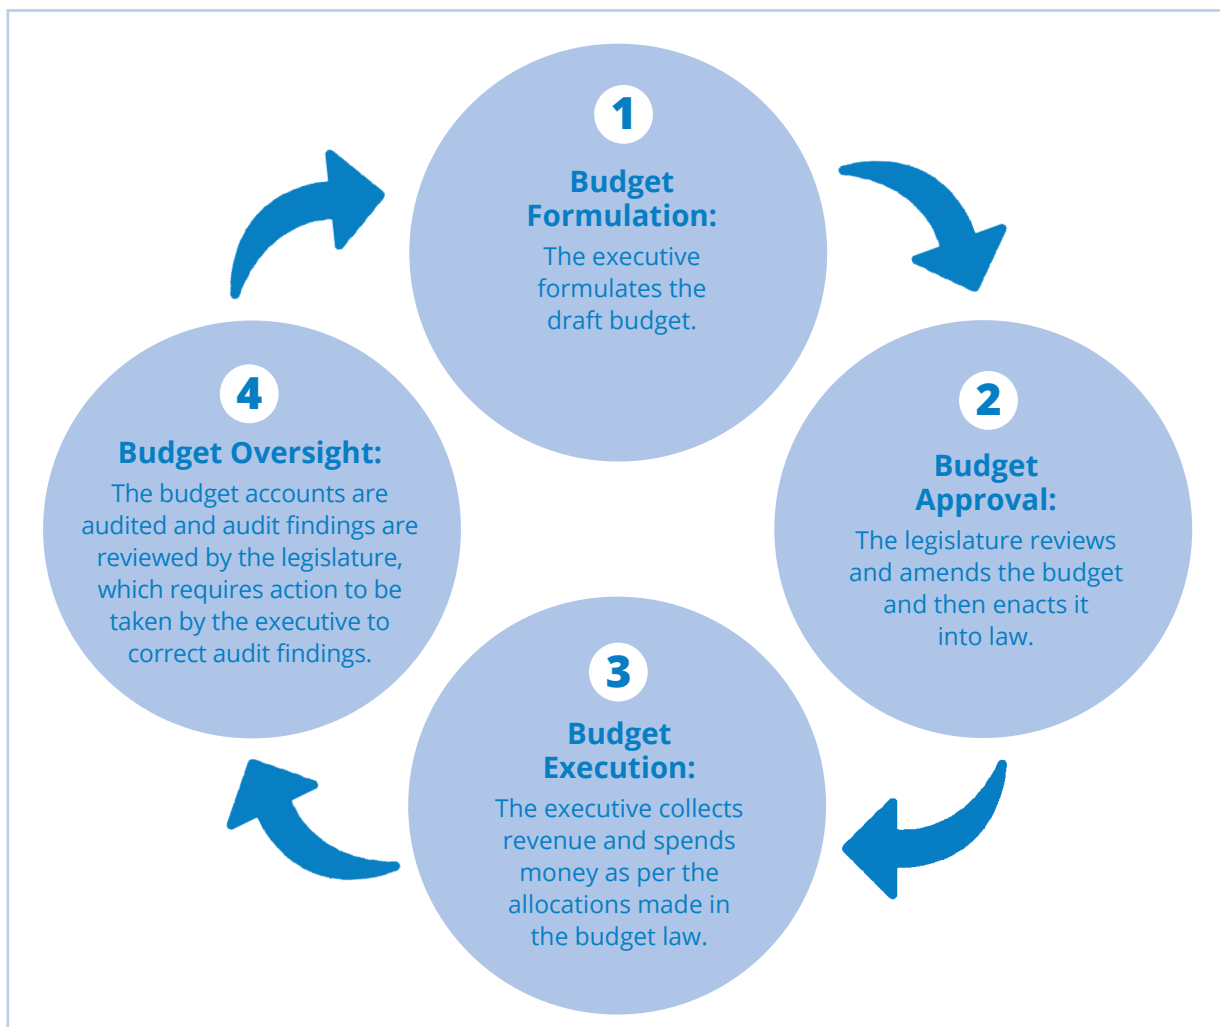 1
Budget
Formulation:
The executive
formulates the
draft budget.
2
Budget
Approval:
The legislature reviews
and amends the budget
and then enacts it
into law.
3
Budget
Execution:
The executive collects
revenue and spends
money as per the
allocations made in
the budget law.
4
Budget Oversight:
The budget accounts are
audited and audit findings are
reviewed by the legislature,
which requires action to be
taken by the executive to
correct audit findings.